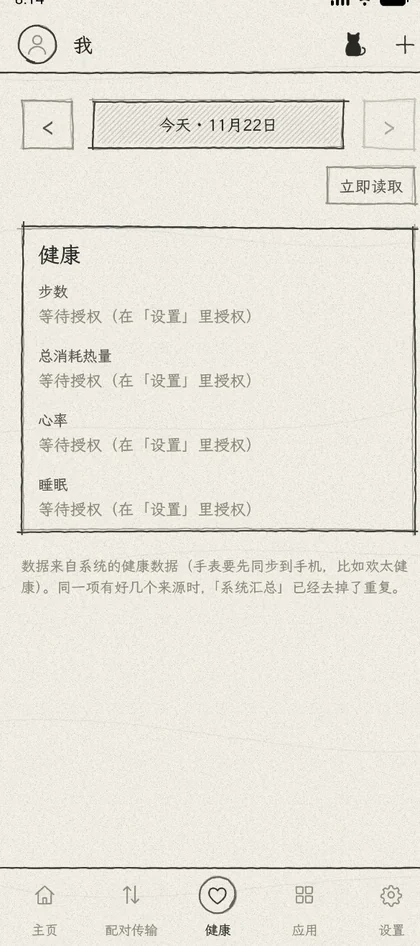 8:14
我
<
今天・11月22日
>
立即读取
健康
步数
等待授权（在「设置」里授权）
总消耗热量
等待授权（在「设置」里授权）
心率
等待授权（在「设置」里授权）
睡眠
等待授权（在「设置」里授权）
数据来自系统的健康数据（手表要先同步到手机，比如欢太健
康）。同一项有好几个来源时，「系统汇总」已经去掉了重复。
主页
配对传输
健康
应用
设置